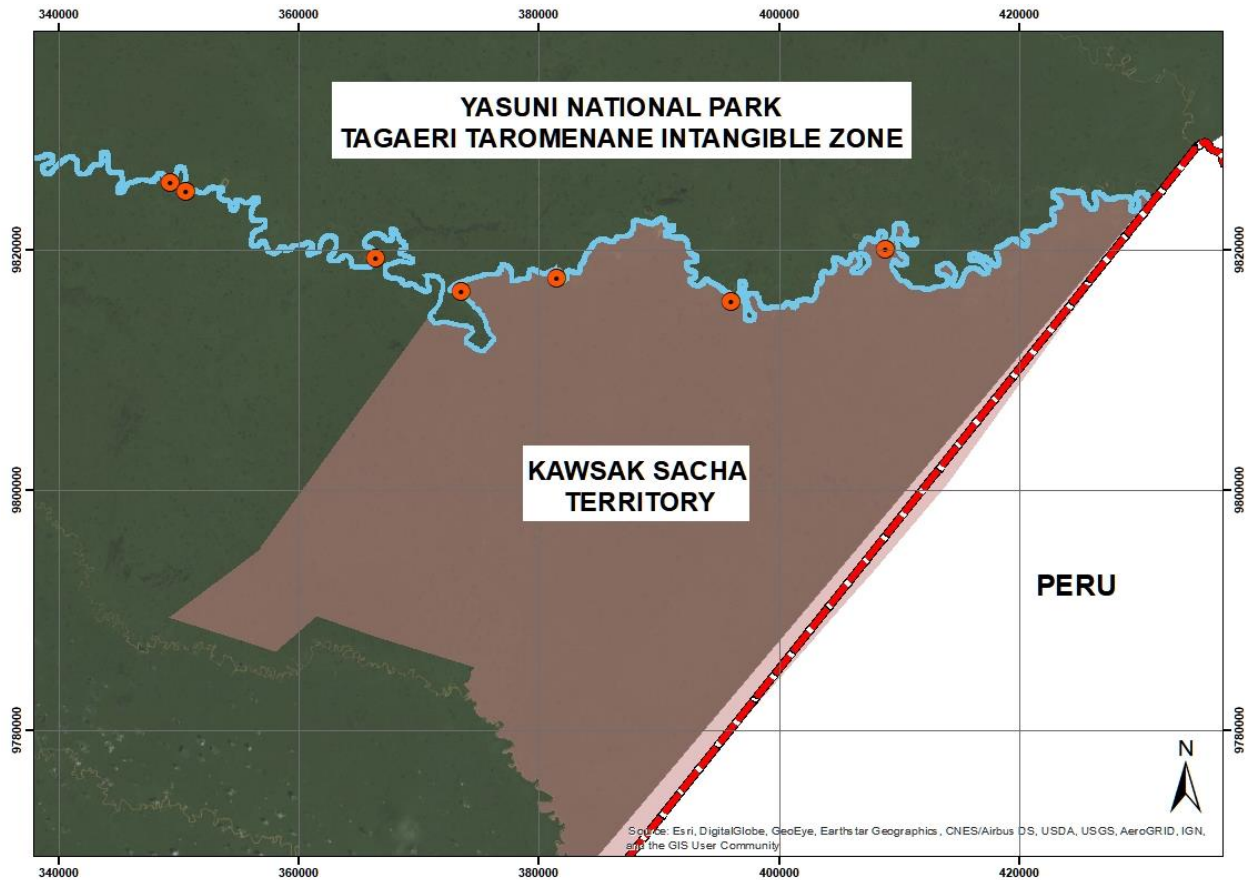 340000 360000 380000 400000 420000
YASUNI NATIONAL PARK
TAGAERI TAROMENANE INTANGIBLE ZONE
9820000 9820000
KAWSAK SACHA
TERRITORY
9800000 9800000
PERU
9780000 9780000
N
Source: Esri, DigitalGlobe, GeoEye, Earthstar Geographics, CNES/Airbus DS, USDA, USGS, AeroGRID, IGN,
and the GIS User Community
340000 360000 380000 400000 420000